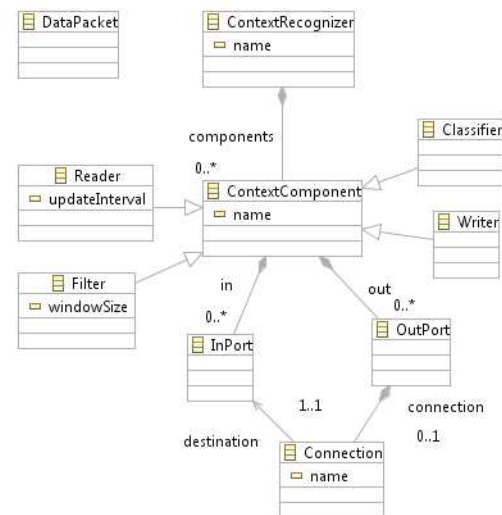 DataPacket
ContextRecognizer
name
components
0..*
Classifier
Reader
updateInterval
ContextComponent
name
Writer
Filter
windowSize
in
0..*
out
0..*
InPort
OutPort
1..1
connection
0..1
destination
Connection
name